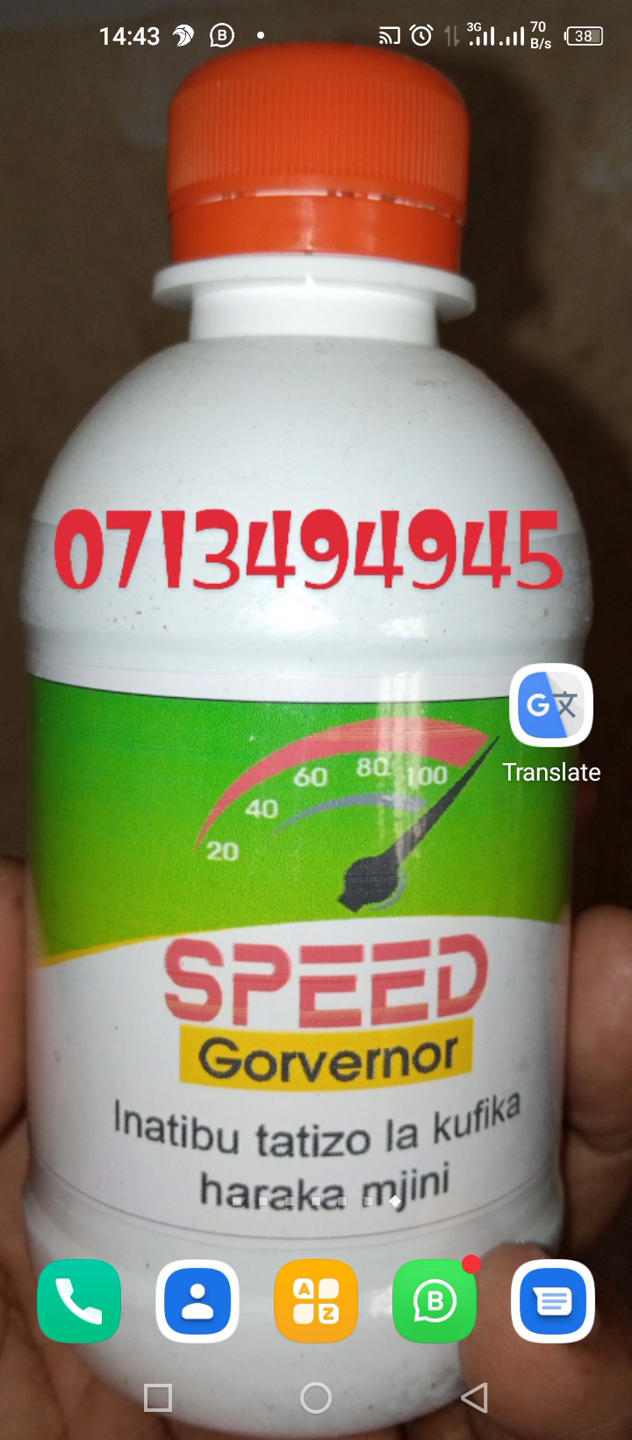 14:43
3G
70
B/s
38
0713494945
20 40 60 80 100
Translate
SPEED
Gorvernor
Inatibu tatizo la kufika
haraka mjini